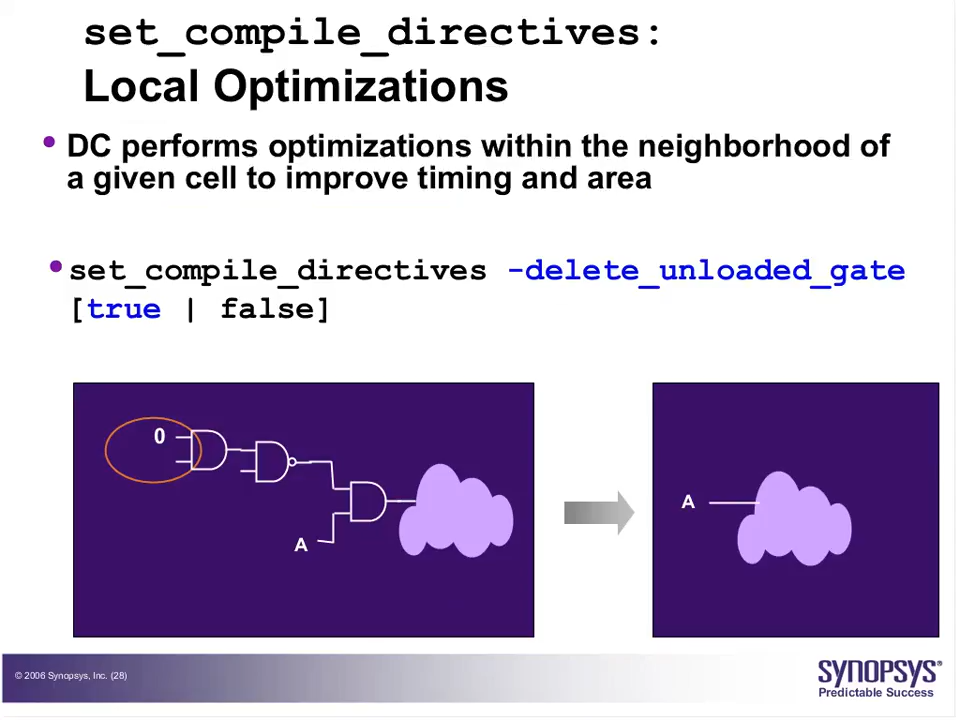 set_compile_directives:
Local Optimizations
• DC performs optimizations within the neighborhood of
a given cell to improve timing and area
•set_compile_directives -delete_unloaded_gate
[true | false]
0
A
A
© 2006 Synopsys, Inc. (28)
SYNOPSYS®
Predictable Success